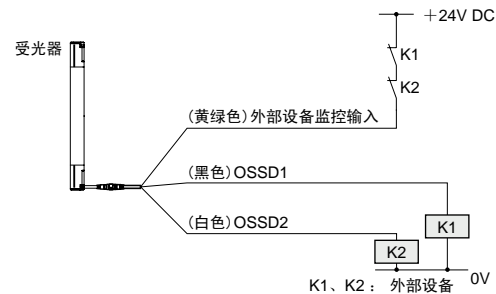 +24V DC
受光器
K1
K2
(黄绿色)外部设备监控输入
(黑色)OSSD1
(白色)OSSD2
K1
K2
0V
K1、K2: 外部设备